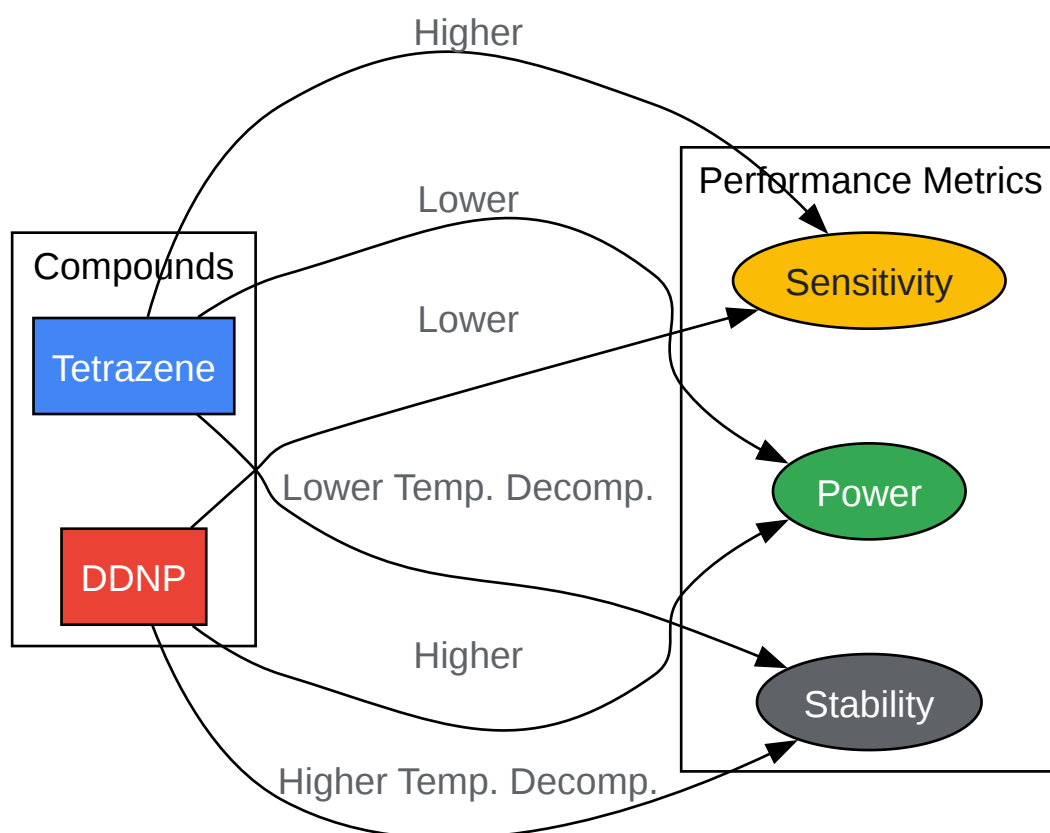 Higher
Lower
Performance Metrics
Compounds
Sensitivity
Lower
Tetrazene
Lower Temp. Decomp.
Power
DDNP
Higher
Stability
Higher Temp. Decomp.